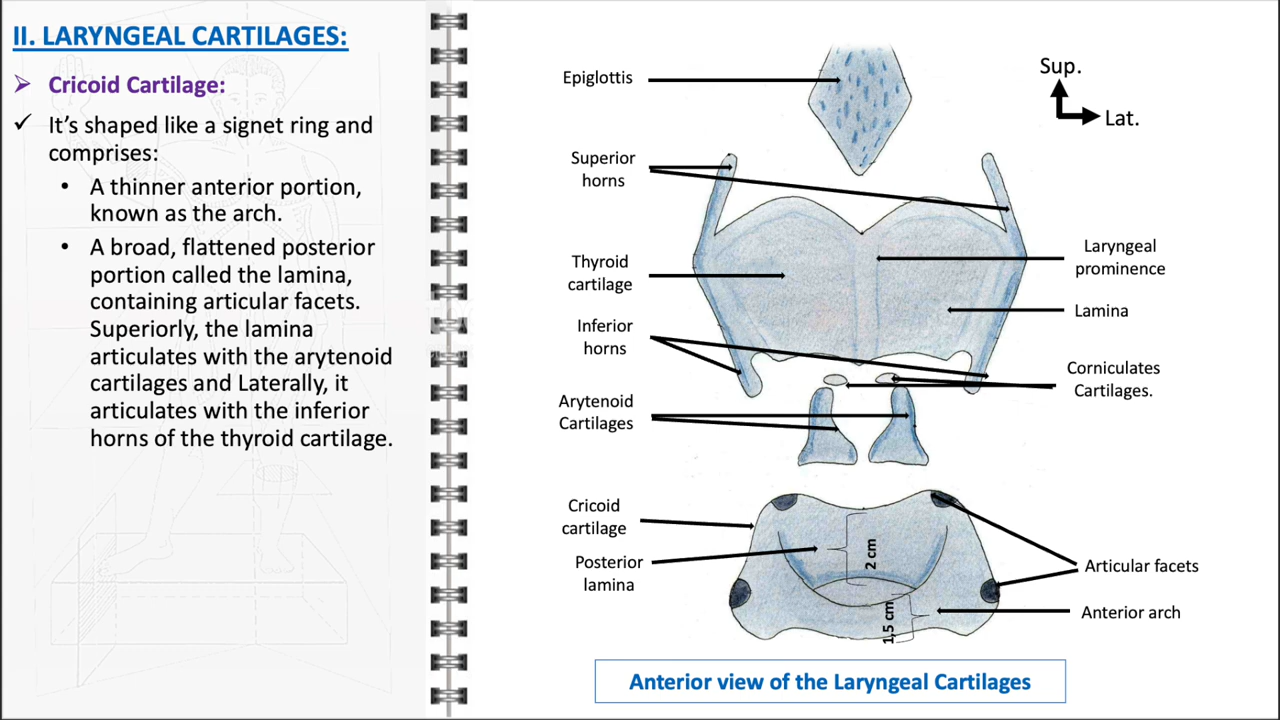 II. LARYNGEAL CARTILAGES:
➢ Cricoid Cartilage:
✓ It's shaped like a signet ring and
comprises:
• A thinner anterior portion,
known as the arch.
• A broad, flattened posterior
portion called the lamina,
containing articular facets.
Superiorly, the lamina
articulates with the arytenoid
cartilages and Laterally, it
articulates with the inferior
horns of the thyroid cartilage.
Epiglottis
Superior
horns
Thyroid
cartilage
Inferior
horns
Arytenoid
Cartilages
Cricoid
cartilage
Posterior
lamina
Sup.
Lat.
Laryngeal
prominence
Lamina
Corniculates
Cartilages.
Articular facets
Anterior arch
2 cm
1,5 cm
Anterior view of the Laryngeal Cartilages